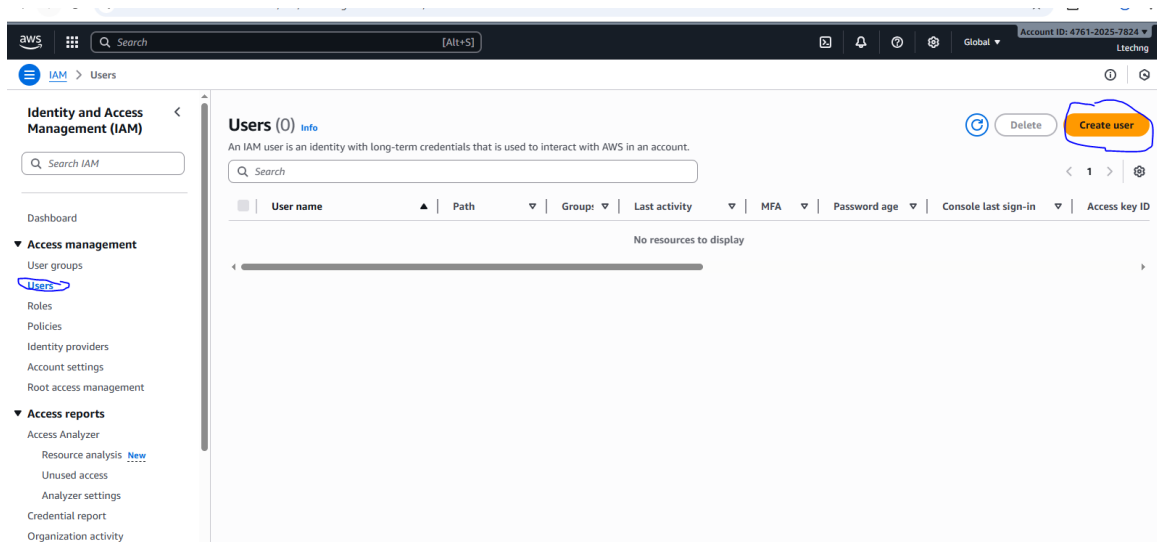 aws
Search [Alt+S]
Global
Account ID: 4761-2025-7824
Ltechng
IAM > Users
Identity and Access
Management (IAM)
Search IAM
Dashboard
Access management
User groups
Users
Roles
Policies
Identity providers
Account settings
Root access management
Access reports
Access Analyzer
Resource analysis New
Unused access
Analyzer settings
Credential report
Organization activity
Users (0) Info
Delete
Create user
An IAM user is an identity with long-term credentials that is used to interact with AWS in an account.
Search
1
User name Path Groups Last activity MFA Password age Console last sign-in Access key ID
No resources to display